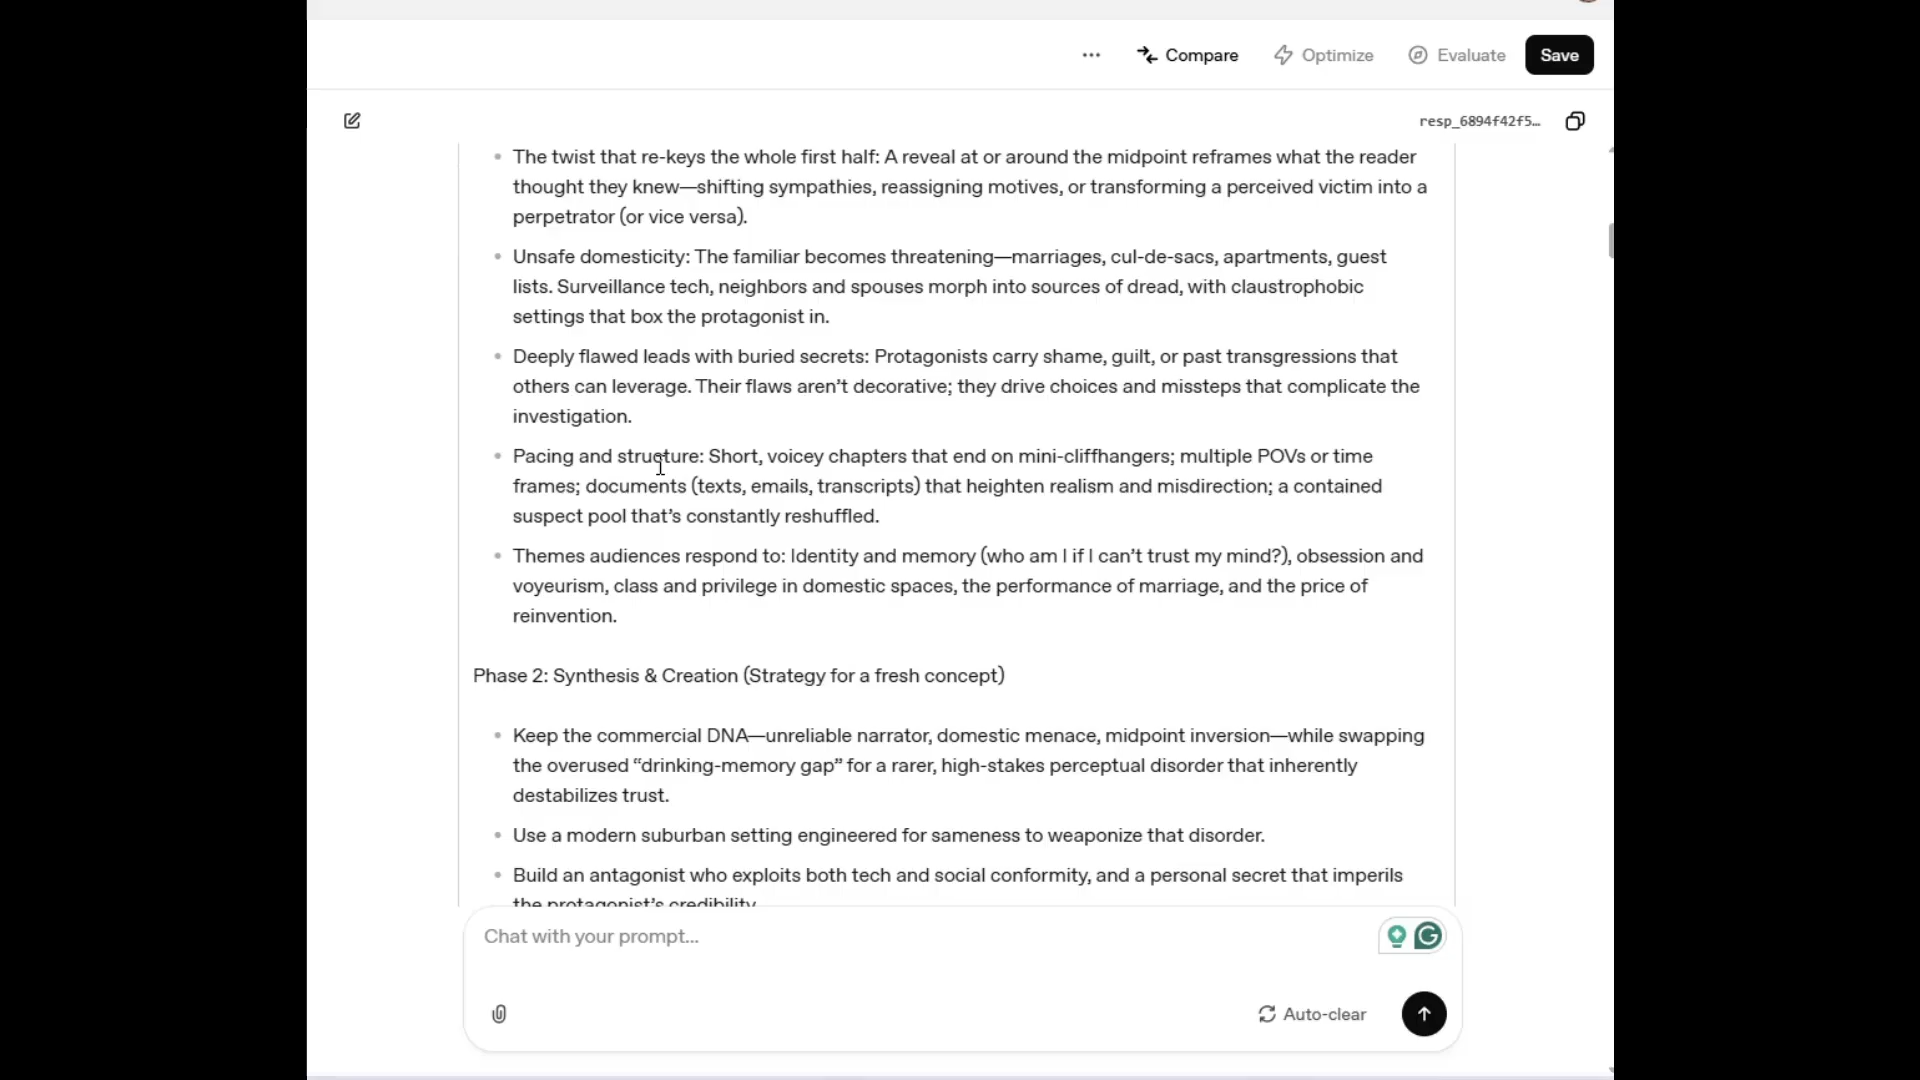 ... Compare Optimize Evaluate Save
resp_6894f42f5...
• The twist that re-keys the whole first half: A reveal at or around the midpoint reframes what the reader
thought they knew—shifting sympathies, reassigning motives, or transforming a perceived victim into a
perpetrator (or vice versa).
• Unsafe domesticity: The familiar becomes threatening—marriages, cul-de-sacs, apartments, guest
lists. Surveillance tech, neighbors and spouses morph into sources of dread, with claustrophobic
settings that box the protagonist in.
• Deeply flawed leads with buried secrets: Protagonists carry shame, guilt, or past transgressions that
others can leverage. Their flaws aren’t decorative; they drive choices and missteps that complicate the
investigation.
• Pacing and structure: Short, voicey chapters that end on mini-cliffhangers; multiple POVs or time
frames; documents (texts, emails, transcripts) that heighten realism and misdirection; a contained
suspect pool that’s constantly reshuffled.
• Themes audiences respond to: Identity and memory (who am I if I can’t trust my mind?), obsession and
voyeurism, class and privilege in domestic spaces, the performance of marriage, and the price of
reinvention.
Phase 2: Synthesis & Creation (Strategy for a fresh concept)
• Keep the commercial DNA—unreliable narrator, domestic menace, midpoint inversion—while swapping
the overused “drinking-memory gap” for a rarer, high-stakes perceptual disorder that inherently
destabilizes trust.
• Use a modern suburban setting engineered for sameness to weaponize that disorder.
• Build an antagonist who exploits both tech and social conformity, and a personal secret that imperils
the protagonist’s credibility.
Chat with your prompt...
Auto-clear